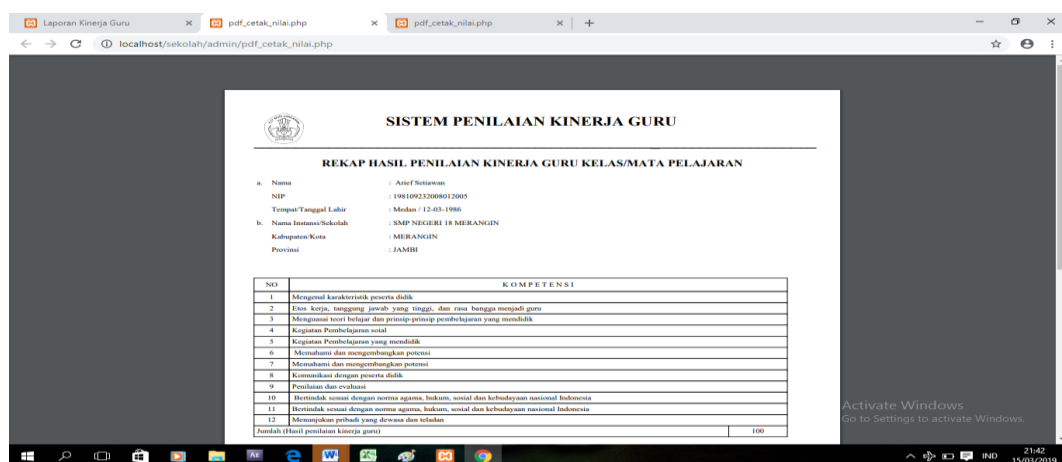 Laporan Kinerja Guru
pdf_cetak_nilai.php
pdf_cetak_nilai.php
localhost/sekolah/admin/pdf_cetak_nilai.php
SISTEM PENILAIAN KINERJA GURU
REKAP HASIL PENILAIAN KINERJA GURU KELAS/MATA PELAJARAN
a. Nama : Arief Setiawan
NIP : 198109232008012005
Tempat/Tanggal Lahir : Medan / 12-03-1986
b. Nama Instansi/Sekolah : SMP NEGERI 18 MERANGIN
Kabupaten/Kota : MERANGIN
Provinsi : JAMBI
NO KOMPETENSI
1 Mengenal karakteristik peserta didik
2 Etos kerja, tanggung jawab yang tinggi, dan rasa bangga menjadi guru
3 Menguasai teori belajar dan prinsip-prinsip pembelajaran yang mendidik
4 Kegiatan Pembelajaran soial
5 Kegiatan Pembelajaran yang mendidik
6 Memahami dan mengembangkan potensi
7 Memahami dan mengembangkan potensi
8 Komunikasi dengan peserta didik
9 Penilaian dan evaluasi
10 Bertindak sesuai dengan norma agama, hukum, sosial dan kebudayaan nasional Indonesia
11 Bertindak sesuai dengan norma agama, hukum, sosial dan kebudayaan nasional Indonesia
12 Menunjukan pribadi yang dewasa dan teladan
Jumlah (Hasil penilaian kinerja guru) 100
Activate Windows
Go to Settings to activate Windows.
IND
21:42
15/03/2019